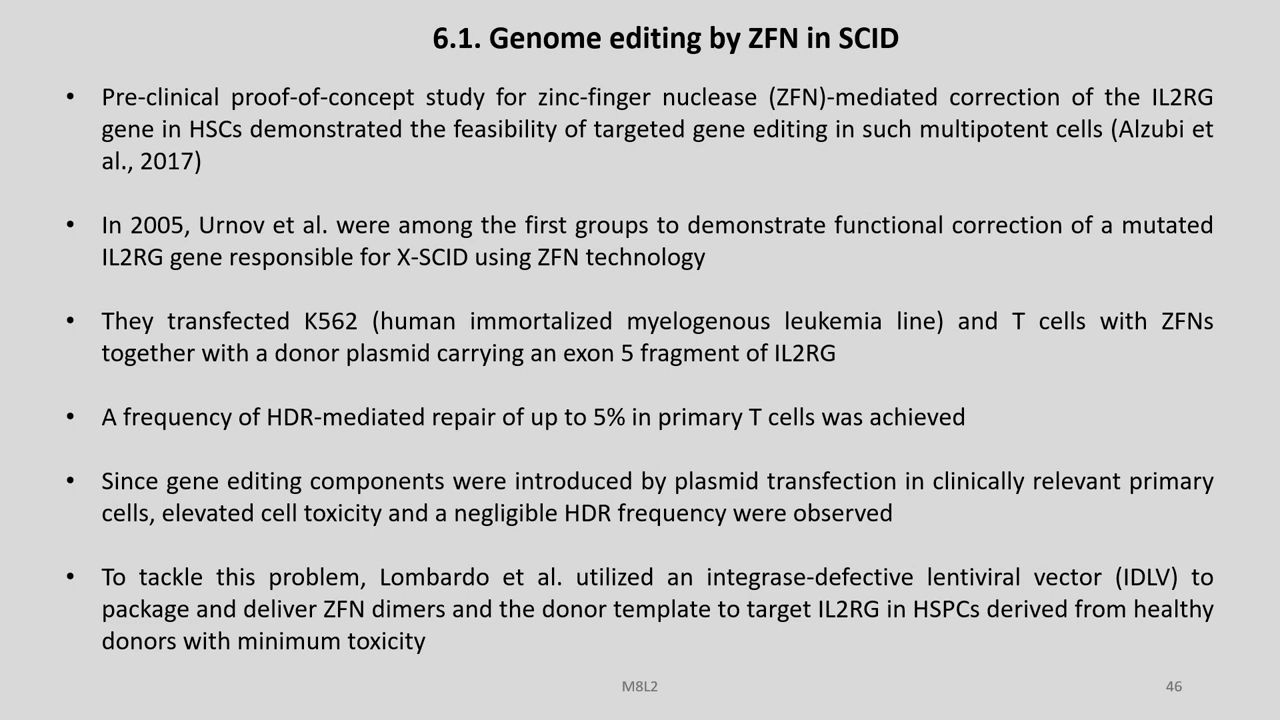 6.1. Genome editing by ZFN in SCID
• Pre-clinical proof-of-concept study for zinc-finger nuclease (ZFN)-mediated correction of the IL2RG
gene in HSCs demonstrated the feasibility of targeted gene editing in such multipotent cells (Alzubi et
al., 2017)
• In 2005, Urnov et al. were among the first groups to demonstrate functional correction of a mutated
IL2RG gene responsible for X-SCID using ZFN technology
• They transfected K562 (human immortalized myelogenous leukemia line) and T cells with ZFNs
together with a donor plasmid carrying an exon 5 fragment of IL2RG
• A frequency of HDR-mediated repair of up to 5% in primary T cells was achieved
• Since gene editing components were introduced by plasmid transfection in clinically relevant primary
cells, elevated cell toxicity and a negligible HDR frequency were observed
• To tackle this problem, Lombardo et al. utilized an integrase-defective lentiviral vector (IDLV) to
package and deliver ZFN dimers and the donor template to target IL2RG in HSPCs derived from healthy
donors with minimum toxicity
M8L2
46